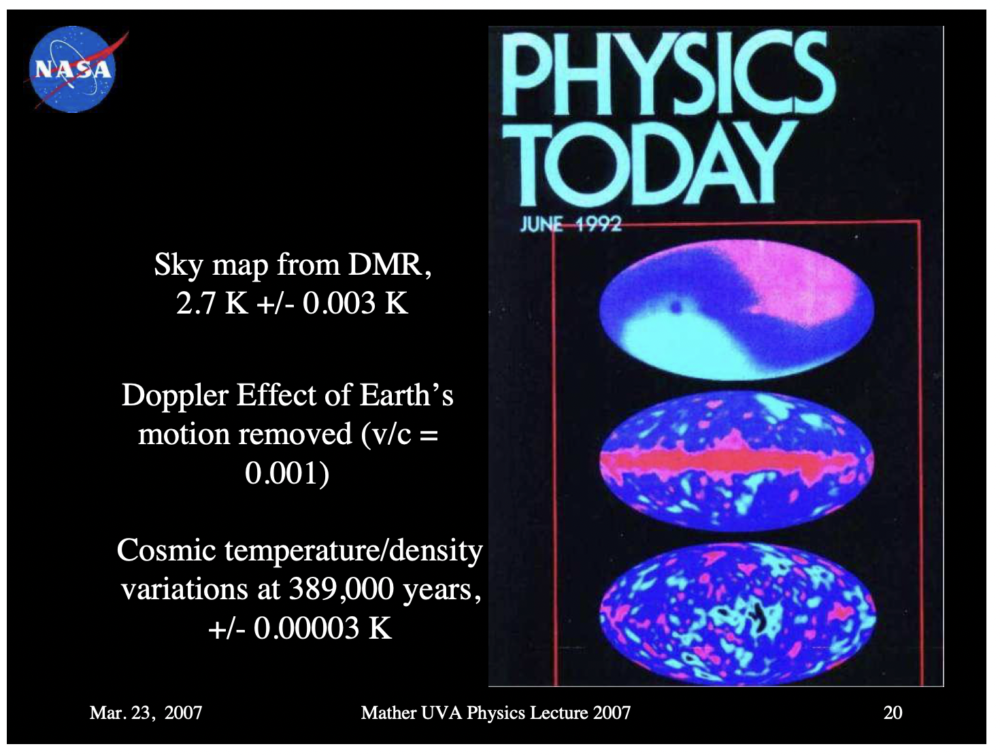 NASA
PHYSICS
TODAY
JUNE 1992
Sky map from DMR,
2.7 K +/- 0.003 K
Doppler Effect of Earth’s
motion removed (v/c =
0.001)
Cosmic temperature/density
variations at 389,000 years,
+/- 0.00003 K
Mar. 23, 2007
Mather UVA Physics Lecture 2007
20